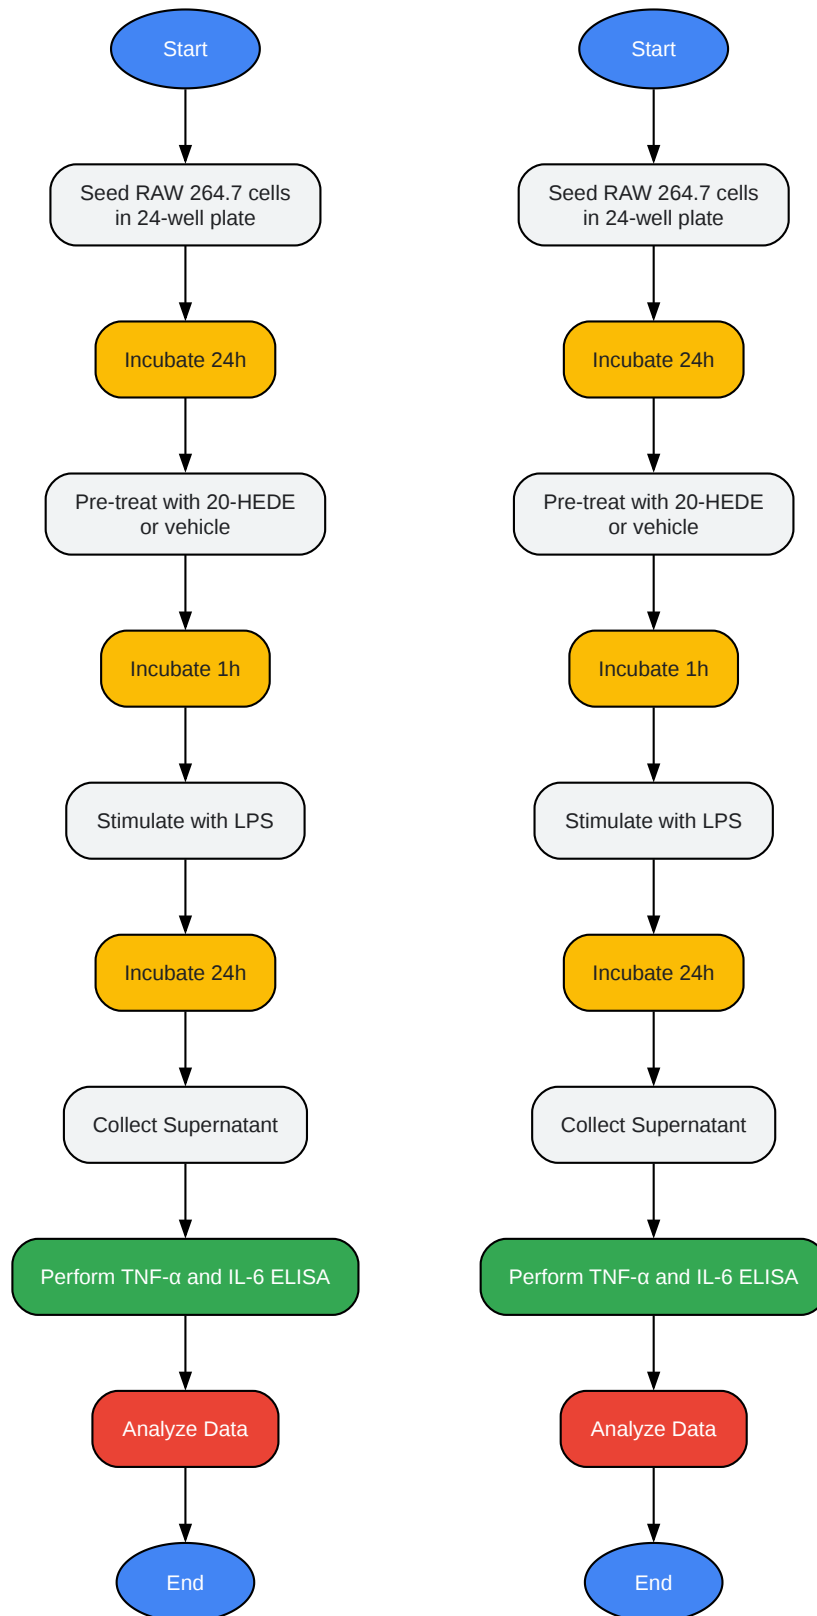 Start
Seed RAW 264.7 cells
in 24-well plate
Incubate 24h
Pre-treat with 20-HEDE
or vehicle
Incubate 1h
Stimulate with LPS
Incubate 24h
Collect Supernatant
Perform TNF-α and IL-6 ELISA
Analyze Data
End
Start
Seed RAW 264.7 cells
in 24-well plate
Incubate 24h
Pre-treat with 20-HEDE
or vehicle
Incubate 1h
Stimulate with LPS
Incubate 24h
Collect Supernatant
Perform TNF-α and IL-6 ELISA
Analyze Data
End